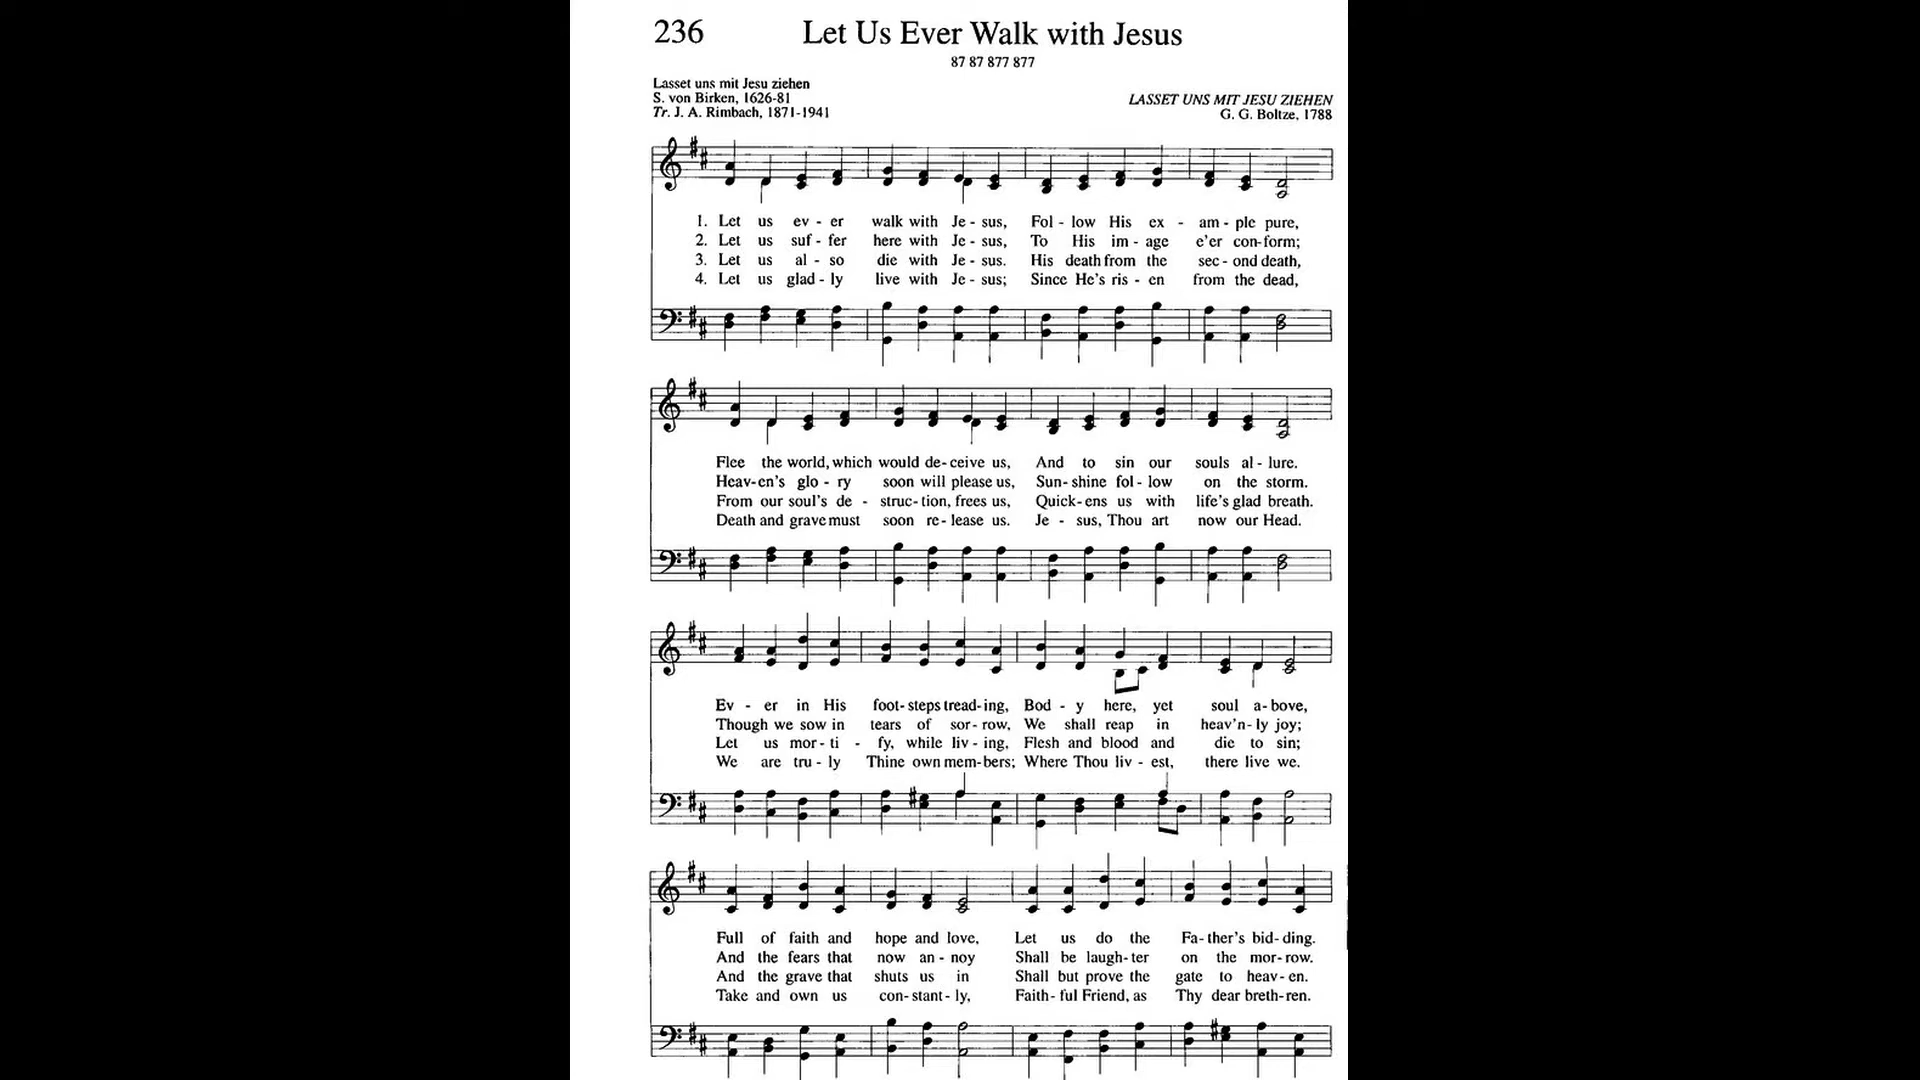 236 Let Us Ever Walk with Jesus
87 87 877 877
Lasset uns mit Jesu ziehen
S. von Birken, 1626-81
Tr. J. A. Rimbach, 1871-1941
LASSET UNS MIT JESU ZIEHEN
G. G. Boltze, 1788
1. Let us ev - er walk with Je - sus, Fol - low His ex - am - ple pure,
2. Let us suf - fer here with Je - sus, To His im - age e'er con - form;
3. Let us al - so die with Je - sus. His death from the sec - ond death,
4. Let us glad - ly live with Je - sus; Since He's ris - en from the dead,
Flee the world, which would de - ceive us, And to sin our souls al - lure.
Heav - en's glo - ry soon will please us, Sun - shine fol - low on the storm.
From our soul's de - struc - tion, frees us, Quick - ens us with life's glad breath.
Death and grave must soon re - lease us. Je - sus, Thou art now our Head.
Ev - er in His foot - steps tread - ing, Bod - y here, yet soul a - bove,
Though we sow in tears of sor - row, We shall reap in heav'n - ly joy;
Let us mor - ti - fy, while liv - ing, Flesh and blood and die to sin;
We are tru - ly Thine own mem - bers; Where Thou liv - est, there live we.
Full of faith and hope and love, Let us do the Fa - ther's bid - ding.
And the fears that now an - noy Shall be laugh - ter on the mor - row.
And the grave that shuts us in Shall but prove the gate to heav - en.
Take and own us con - stant - ly, Faith - ful Friend, as Thy dear breth - ren.